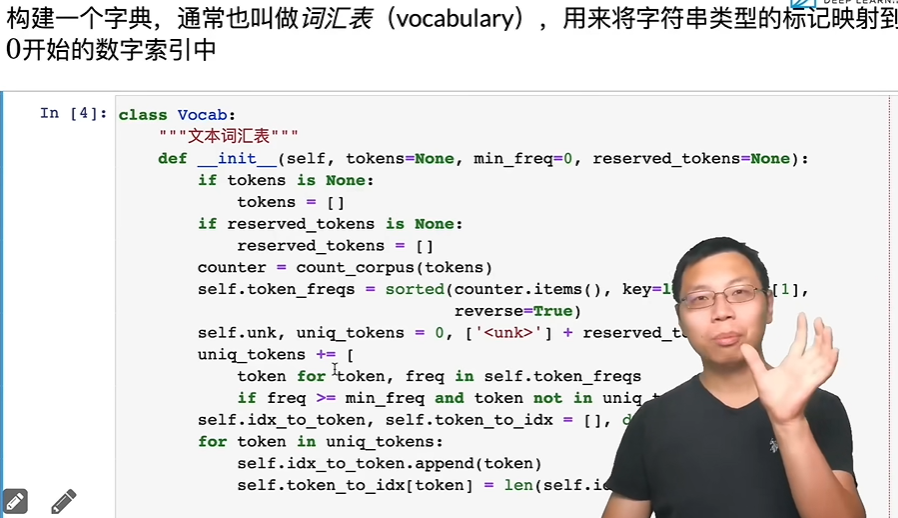 构建一个字典，通常也叫做词汇表（vocabulary），用来将字符串类型的标记映射到
0开始的数字索引中
DEEP LEARN
In [4]:
class Vocab:
"""文本词汇表"""
def __init__(self, tokens=None, min_freq=0, reserved_tokens=None):
if tokens is None:
tokens = []
if reserved_tokens is None:
reserved_tokens = []
counter = count_corpus(tokens)
self.token_freqs = sorted(counter.items(), key= [1],
reverse=True)
self.unk, uniq_tokens = 0, ['<unk>'] + reserved_t
uniq_tokens += [
token for token, freq in self.token_freqs
if freq >= min_freq and token not in uniq_t
self.idx_to_token, self.token_to_idx = [], d
for token in uniq_tokens:
self.idx_to_token.append(token)
self.token_to_idx[token] = len(self.i